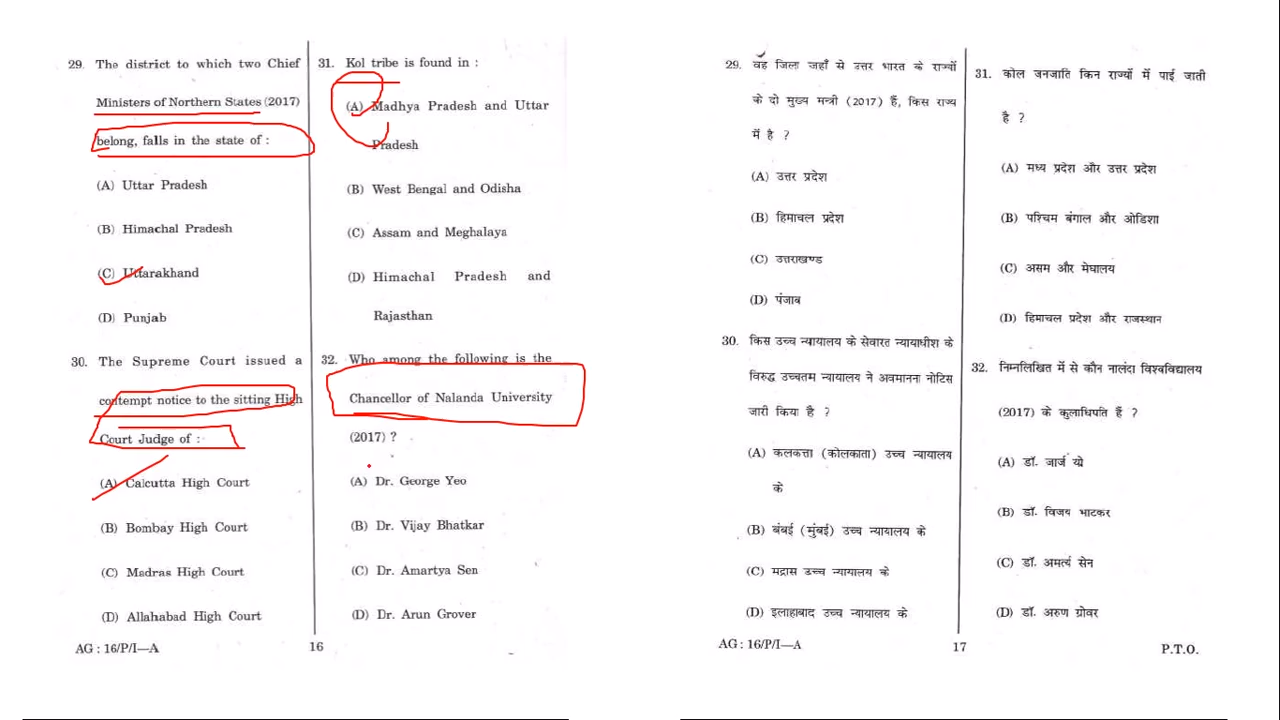 29. The district to which two Chief
Ministers of Northern States (2017)
belong, falls in the state of :
(A) Uttar Pradesh
(B) Himachal Pradesh
(C) Uttarakhand
(D) Punjab
30. The Supreme Court issued a
contempt notice to the sitting High
Court Judge of :
(A) Calcutta High Court
(B) Bombay High Court
(C) Madras High Court
(D) Allahabad High Court
AG : 16/P/I—A
31. Kol tribe is found in :
(A) Madhya Pradesh and Uttar
Pradesh
(B) West Bengal and Odisha
(C) Assam and Meghalaya
(D) Himachal Pradesh and
Rajasthan
32. Who among the following is the
Chancellor of Nalanda University
(2017) ?
(A) Dr. George Yeo
(B) Dr. Vijay Bhatkar
(C) Dr. Amartya Sen
(D) Dr. Arun Grover
16
29. वह जिला जहाँ से उत्तर भारत के राज्यों
के दो मुख्य मन्त्री (2017) हैं, किस राज्य
में है ?
(A) उत्तर प्रदेश
(B) हिमाचल प्रदेश
(C) उत्तराखण्ड
(D) पंजाब
30. किस उच्च न्यायालय के सेवारत न्यायाधीश के
विरुद्ध उच्चतम न्यायालय ने अवमानना नोटिस
जारी किया है ?
(A) कलकत्ता (कोलकाता) उच्च न्यायालय
के
(B) बंबई (मुंबई) उच्च न्यायालय के
(C) मद्रास उच्च न्यायालय के
(D) इलाहाबाद उच्च न्यायालय के
AG : 16/P/I—A
31. कोल जनजाति किन राज्यों में पाई जाती
है ?
(A) मध्य प्रदेश और उत्तर प्रदेश
(B) पश्चिम बंगाल और ओडिशा
(C) असम और मेघालय
(D) हिमाचल प्रदेश और राजस्थान
32. निम्नलिखित में से कौन नालंदा विश्वविद्यालय
(2017) के कुलाधिपति हैं ?
(A) डॉ. जार्ज यो
(B) डॉ. विजय भाटकर
(C) डॉ. अमर्त्य सेन
(D) डॉ. अरुण ग्रोवर
17
P.T.O.